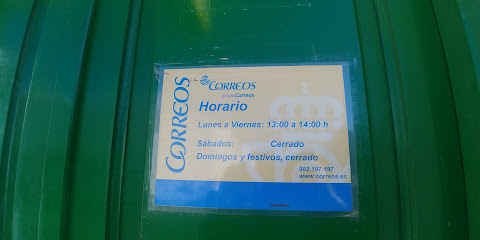 CORREOS
CORREOS
grupoCorreos
Horario
Lunes a Viernes: 13:00 a 14:00 h
Sábados: Cerrado
Domingos y festivos, cerrado
902.197.197
www.correos.es